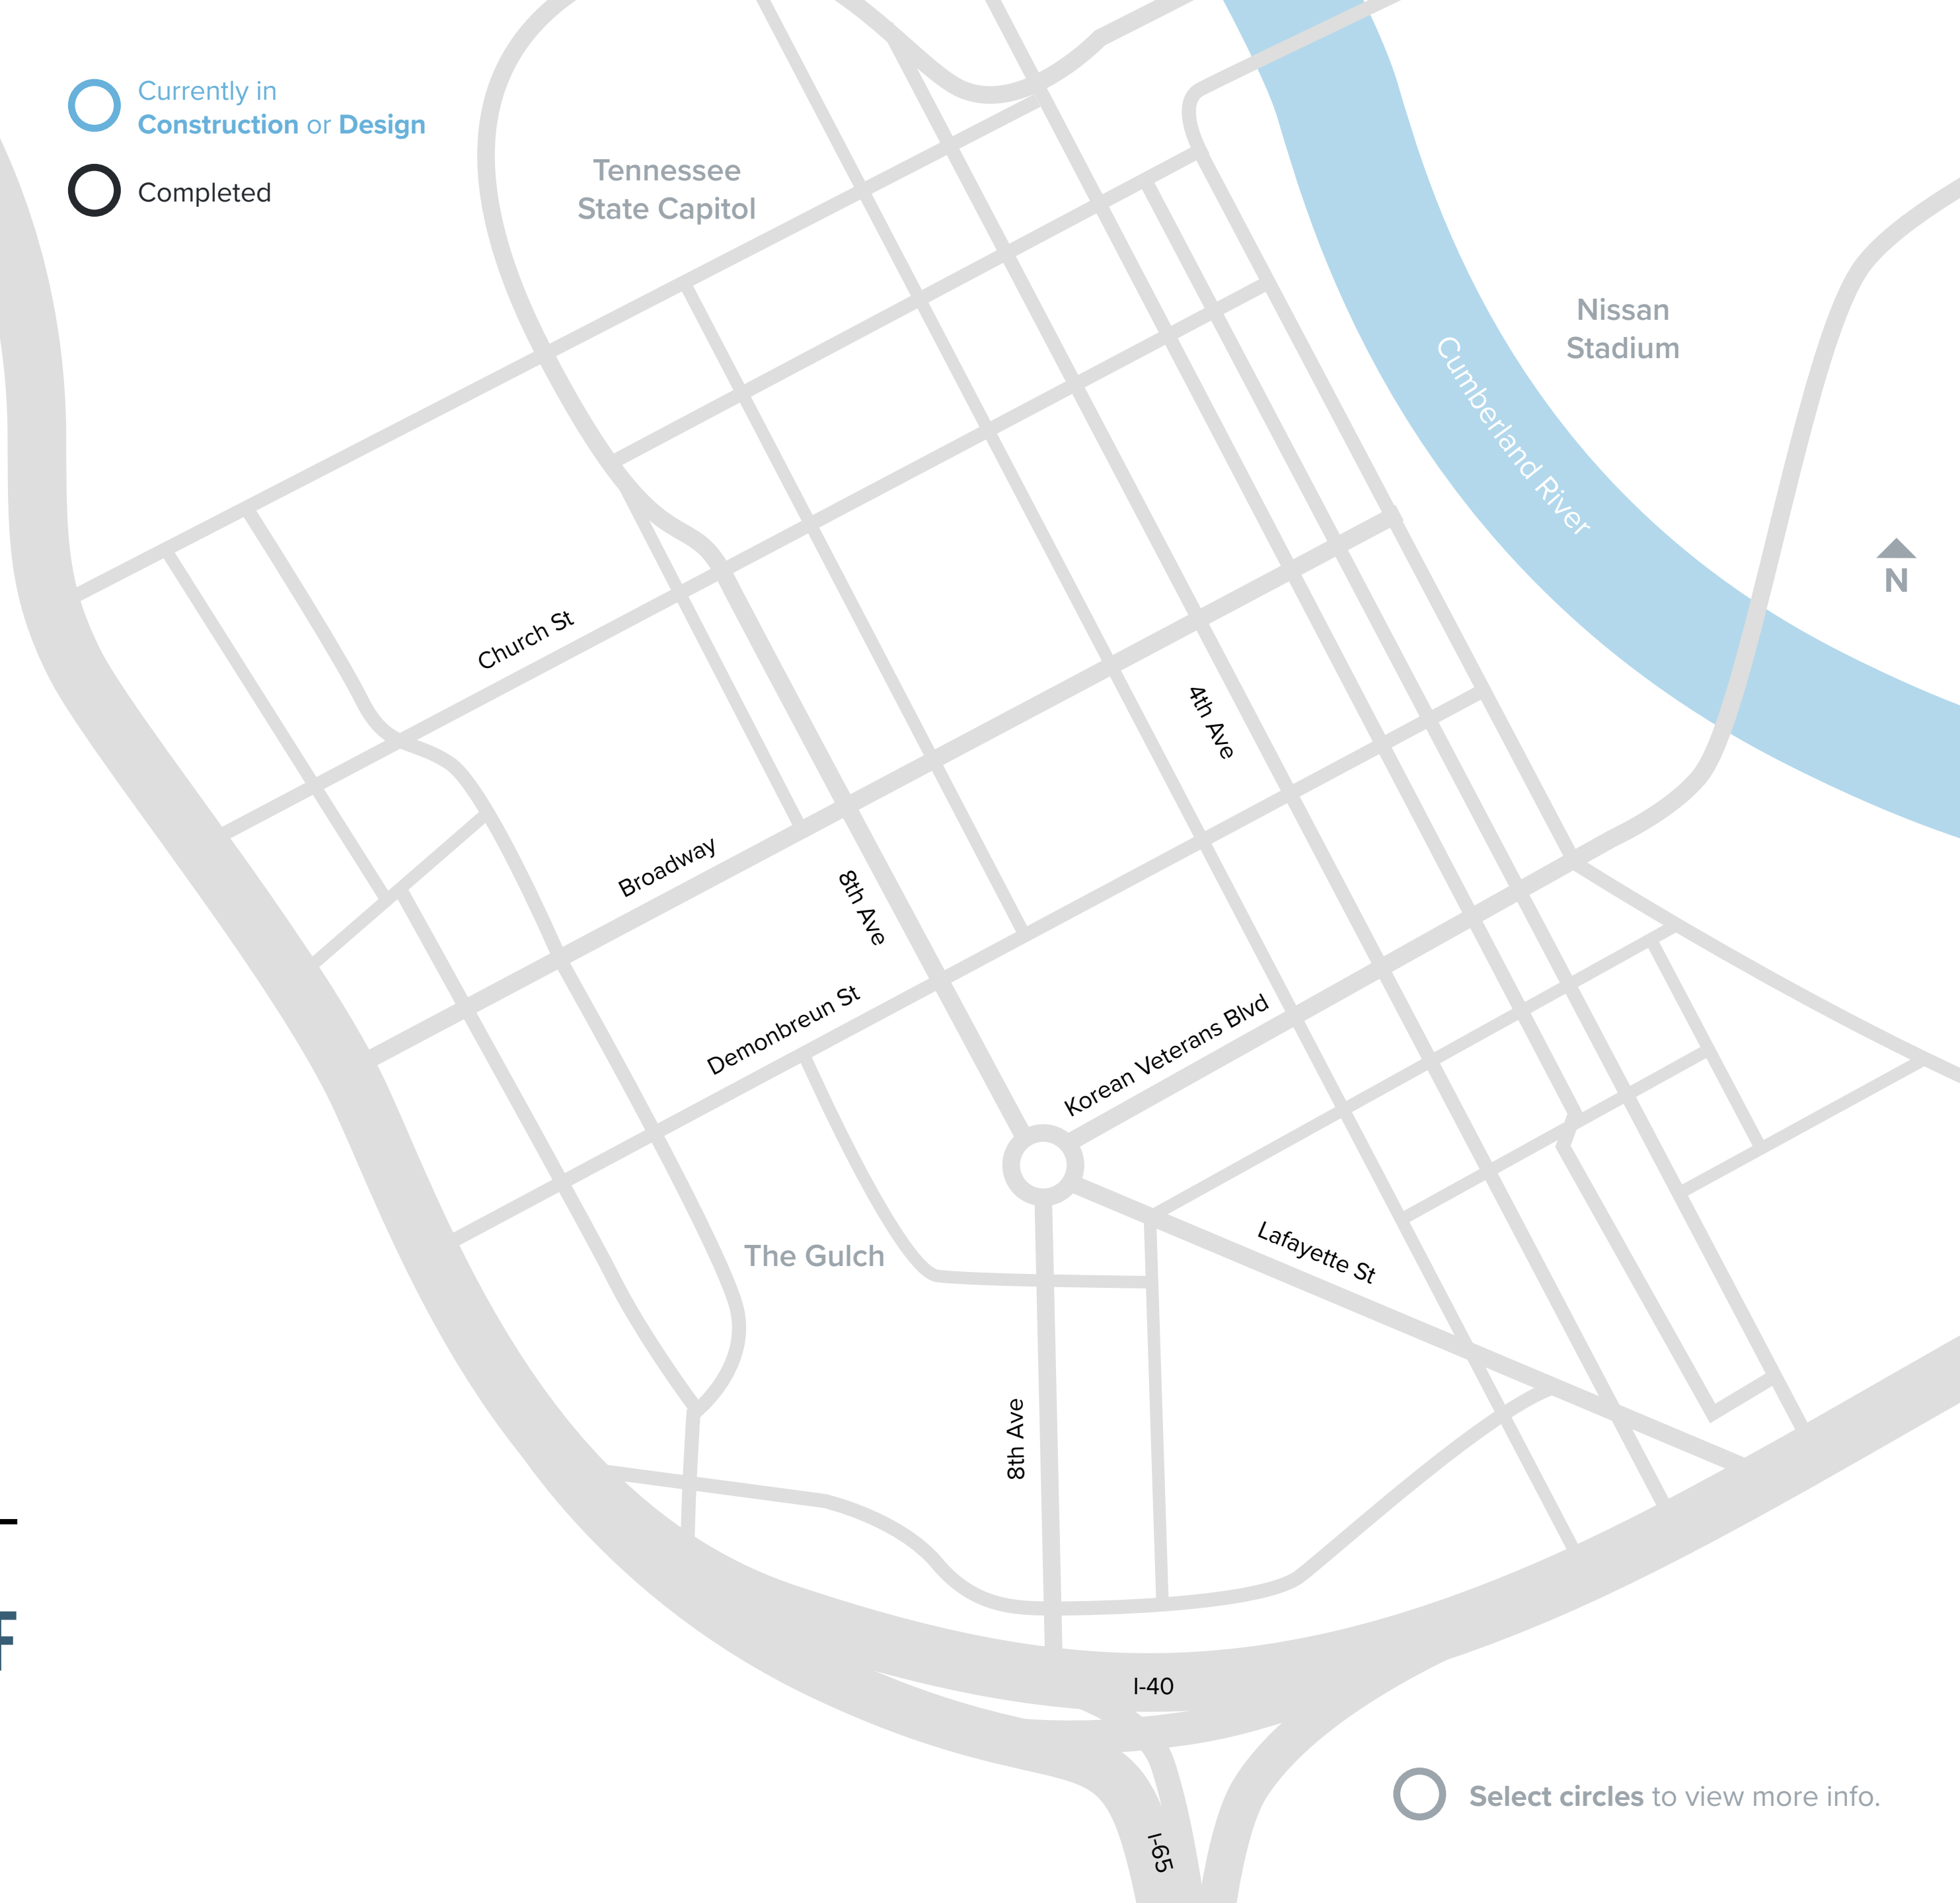 Currently in
Construction or Design
Completed
Tennessee
State Capitol
Nissan
Stadium
Cumberland River
N
Church St
4th Ave
Broadway
8th Ave
Demonbreun St
Korean Veterans Blvd
The Gulch
Lafayette St
8th Ave
I-40
Select circles to view more info.
I-65